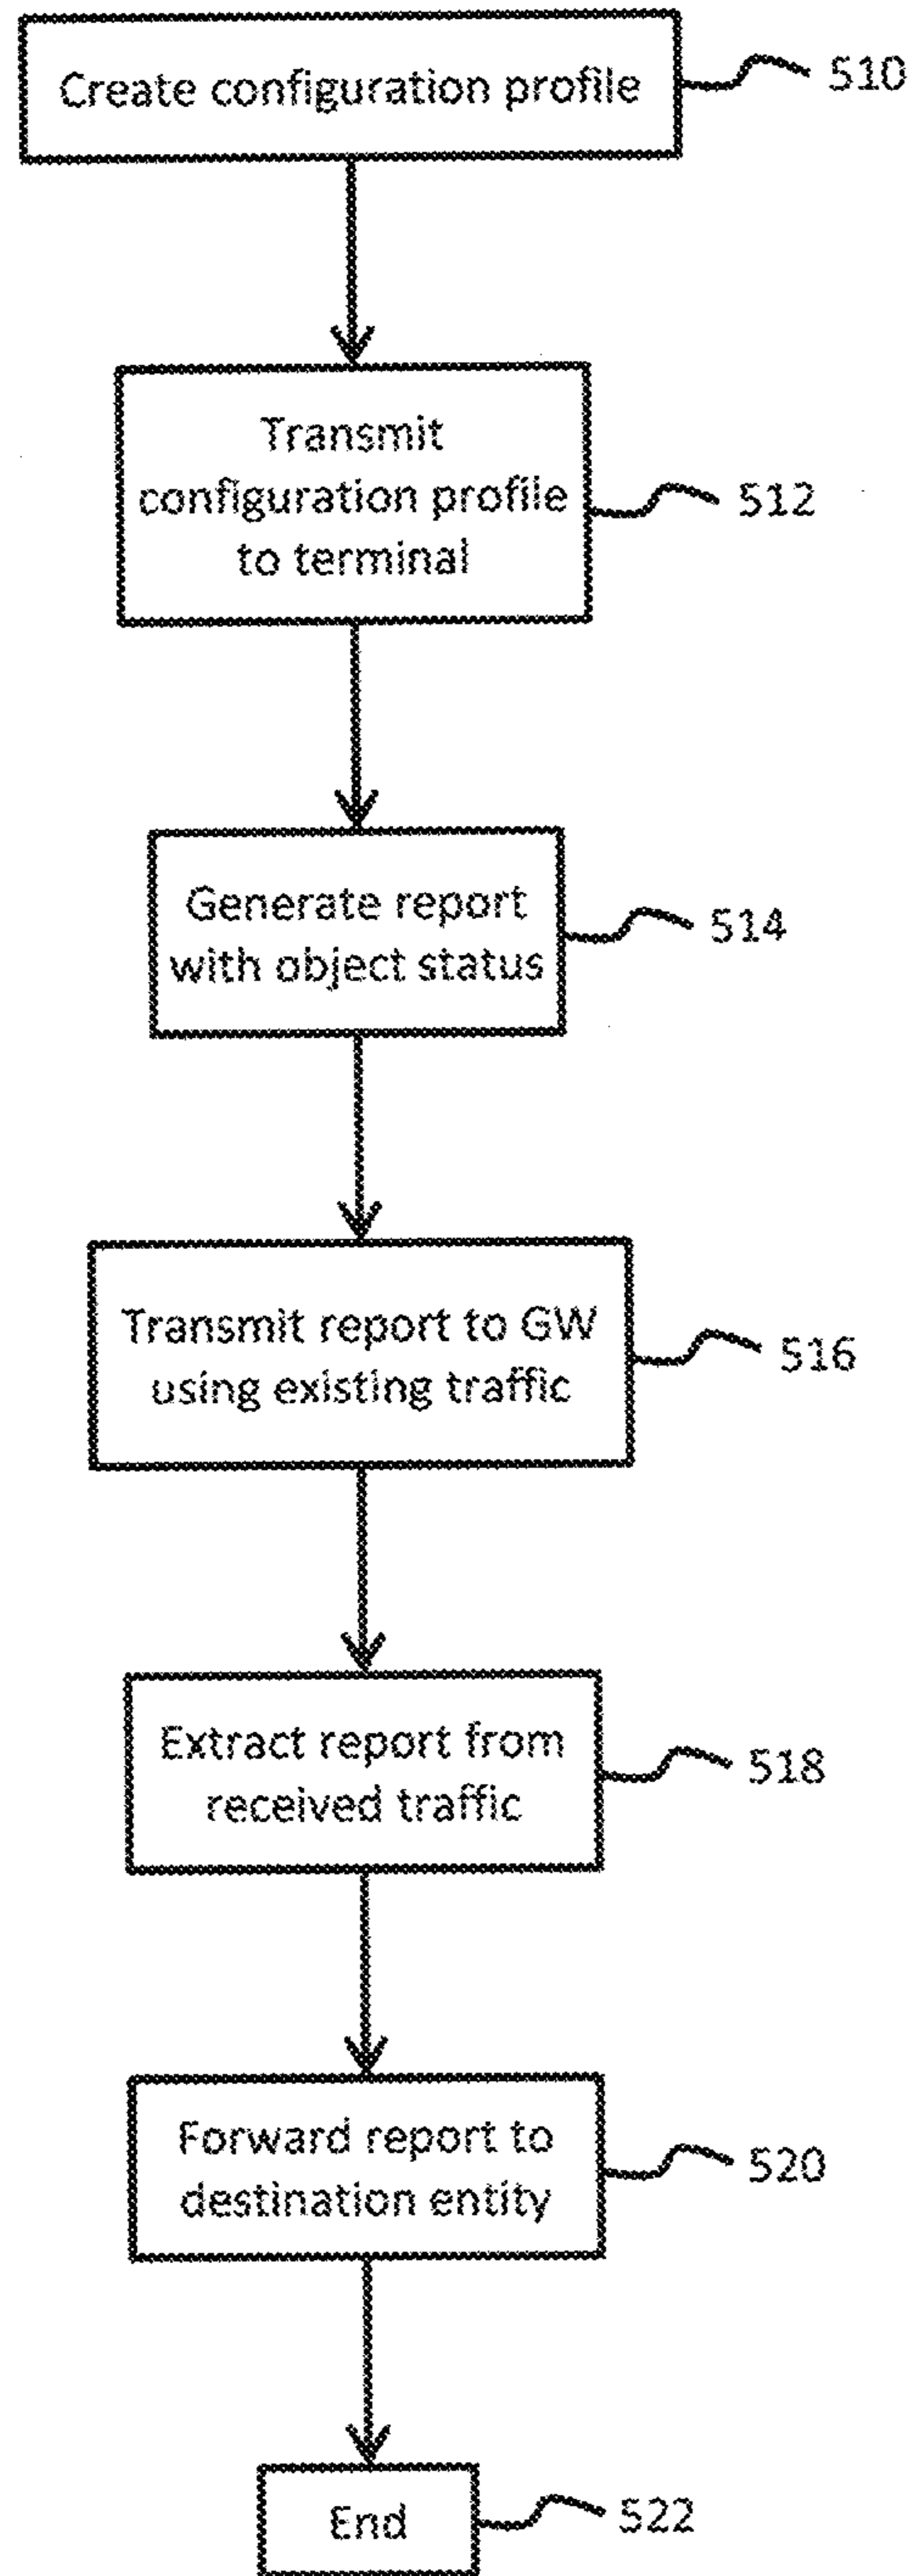 Create configuration profile
510
Transmit
configuration profile
to terminal
512
Generate report
with object status
514
Transmit report to GW
using existing traffic
516
Extract report from
received traffic
518
Forward report to
destination entity
520
End
522